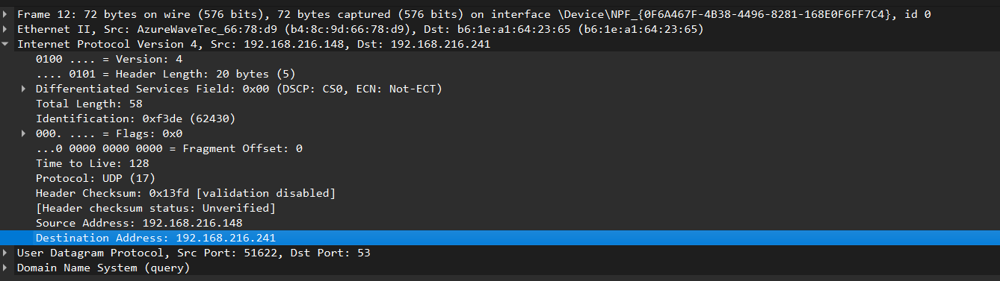 Frame 12: 72 bytes on wire (576 bits), 72 bytes captured (576 bits) on interface \Device\NPF_{0F6A467F-4B38-4496-8281-168E0F6FF7C4}, id 0
Ethernet II, Src: AzureWaveTec_66:78:d9 (b4:8c:9d:66:78:d9), Dst: b6:1e:a1:64:23:65 (b6:1e:a1:64:23:65)
Internet Protocol Version 4, Src: 192.168.216.148, Dst: 192.168.216.241
0100 .... = Version: 4
.... 0101 = Header Length: 20 bytes (5)
Differentiated Services Field: 0x00 (DSCP: CS0, ECN: Not-ECT)
Total Length: 58
Identification: 0xf3de (62430)
000. .... = Flags: 0x0
...0 0000 0000 0000 = Fragment Offset: 0
Time to Live: 128
Protocol: UDP (17)
Header Checksum: 0x13fd [validation disabled]
[Header checksum status: Unverified]
Source Address: 192.168.216.148
Destination Address: 192.168.216.241
User Datagram Protocol, Src Port: 51622, Dst Port: 53
Domain Name System (query)